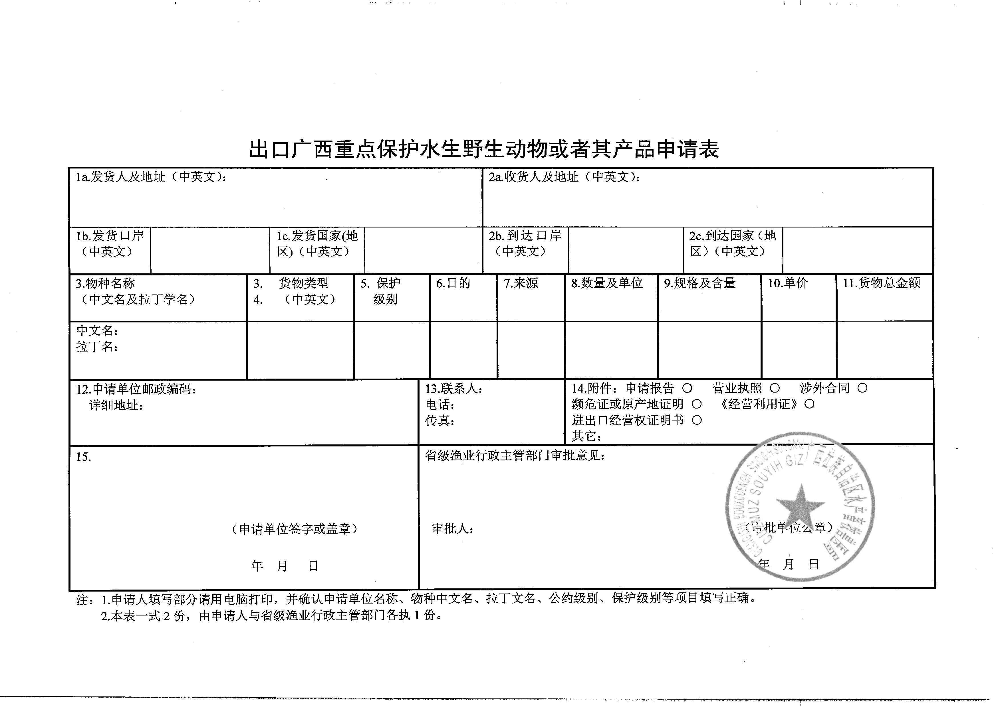 出口广西重点保护水生野生动物或者其产品申请表
1a.发货人及地址（中英文）：
2a.收货人及地址（中英文）：
1b.发货口岸
（中英文）
1c.发货国家(地
区)（中英文）
2b.到达口岸
（中英文）
2c.到达国家（地
区）（中英文）
3.物种名称
（中文名及拉丁学名）
3. 货物类型
4. （中英文）
5. 保护
级别
6.目的
7.来源
8.数量及单位
9.规格及含量
10.单价
11.货物总金额
中文名：
拉丁名：
12.申请单位邮政编码：
详细地址：
13.联系人：
电话：
传真：
14.附件：申请报告 ○ 营业执照 ○ 涉外合同 ○
濒危证或原产地证明 ○ 《经营利用证》○
进出口经营权证明书 ○
其它：
15.
（申请单位签字或盖章）
年 月 日
省级渔业行政主管部门审批意见：
审批人：
（审批单位公章）
年 月 日
广西壮族自治区水产畜牧兽医局
注：1.申请人填写部分请用电脑打印，并确认申请单位名称、物种中文名、拉丁文名、公约级别、保护级别等项目填写正确。
2.本表一式 2 份，由申请人与省级渔业行政主管部门各执 1 份。